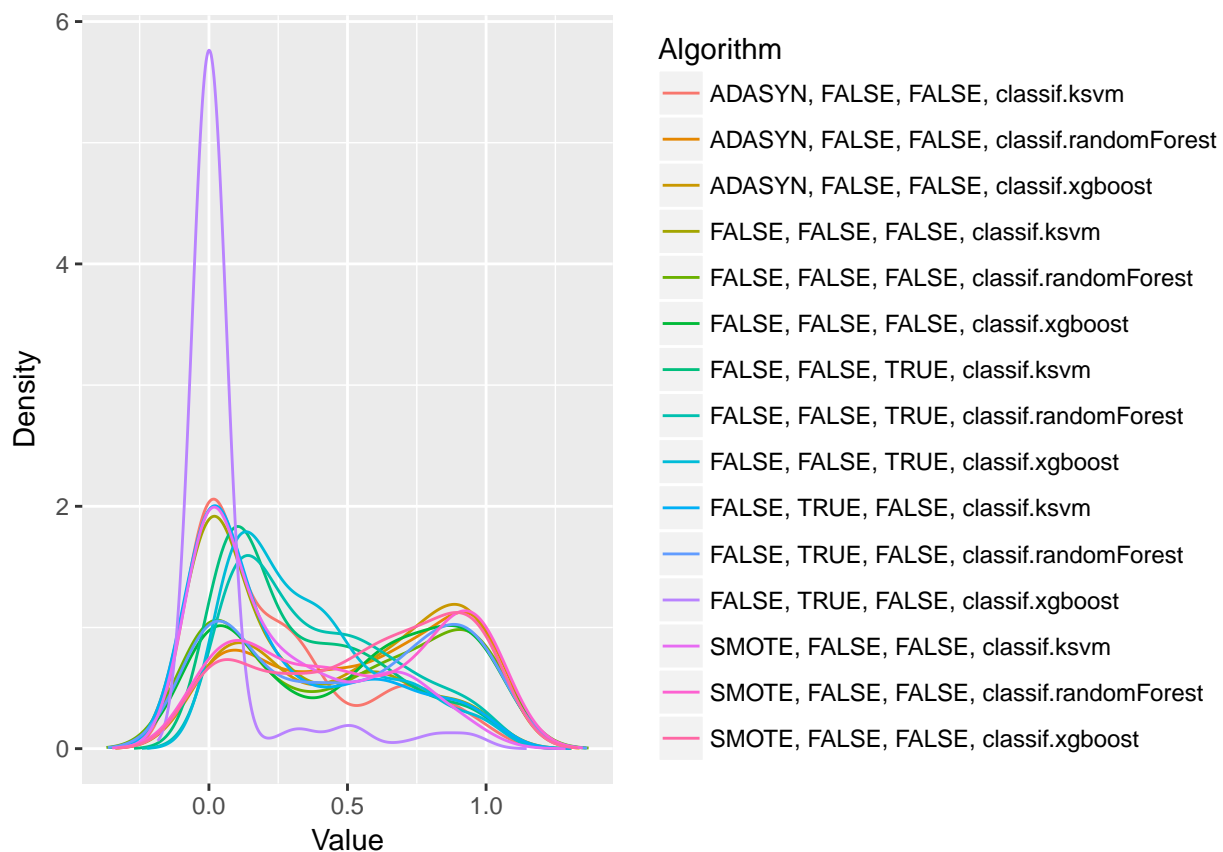 6
4
2
0
Density
0.0
0.5
1.0
Value
Algorithm
ADASYN, FALSE, FALSE, classif.ksvm
ADASYN, FALSE, FALSE, classif.randomForest
ADASYN, FALSE, FALSE, classif.xgboost
FALSE, FALSE, FALSE, classif.ksvm
FALSE, FALSE, FALSE, classif.randomForest
FALSE, FALSE, FALSE, classif.xgboost
FALSE, FALSE, TRUE, classif.ksvm
FALSE, FALSE, TRUE, classif.randomForest
FALSE, FALSE, TRUE, classif.xgboost
FALSE, TRUE, FALSE, classif.ksvm
FALSE, TRUE, FALSE, classif.randomForest
FALSE, TRUE, FALSE, classif.xgboost
SMOTE, FALSE, FALSE, classif.ksvm
SMOTE, FALSE, FALSE, classif.randomForest
SMOTE, FALSE, FALSE, classif.xgboost